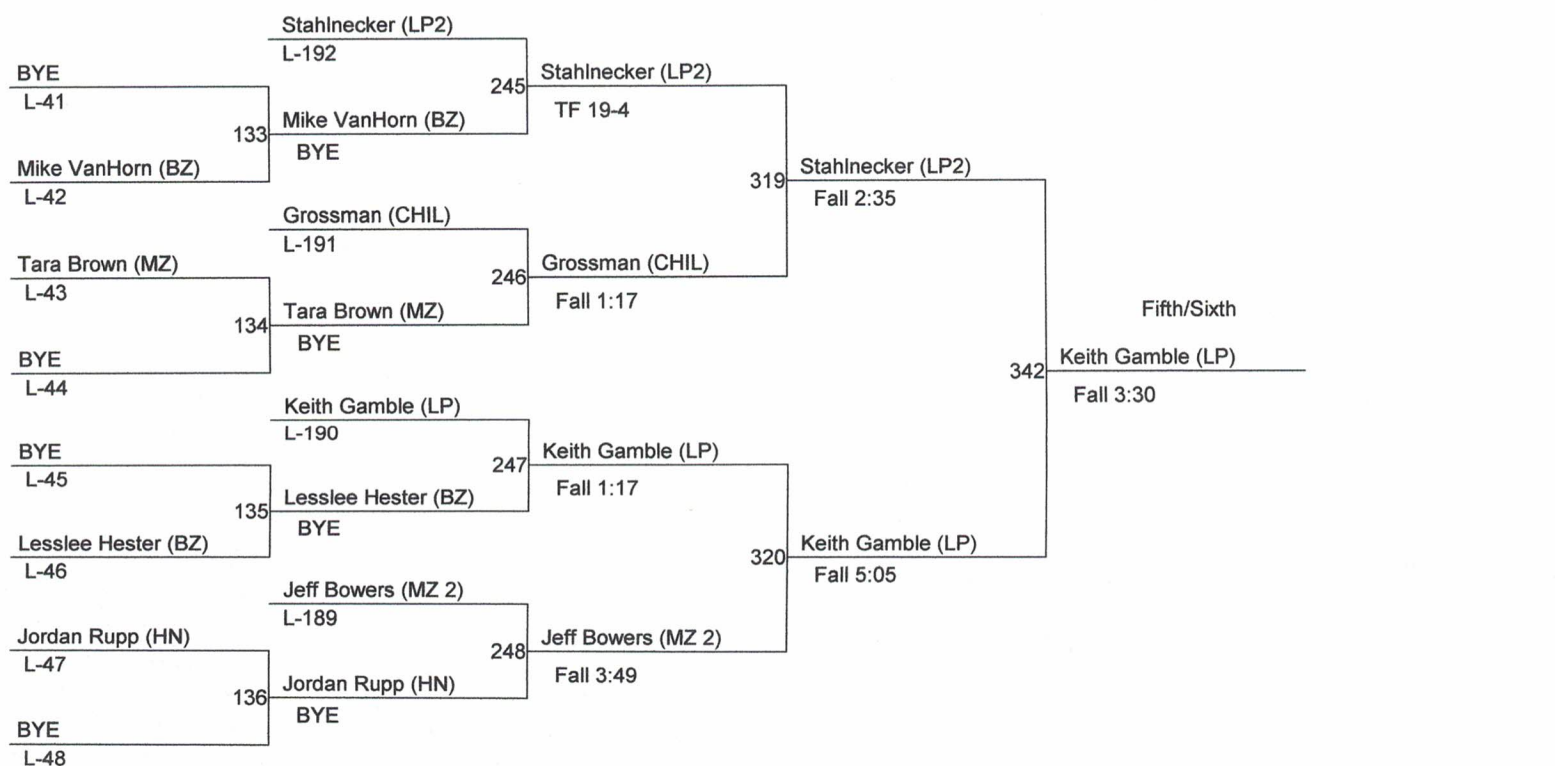 Stahlnecker (LP2)
L-192
BYE
L-41
245
Stahlnecker (LP2)
TF 19-4
133
Mike VanHorn (BZ)
BYE
Mike VanHorn (BZ)
L-42
319
Stahlnecker (LP2)
Fall 2:35
Grossman (CHIL)
L-191
Tara Brown (MZ)
L-43
246
Grossman (CHIL)
Fall 1:17
134
Tara Brown (MZ)
BYE
Fifth/Sixth
BYE
L-44
342
Keith Gamble (LP)
Fall 3:30
Keith Gamble (LP)
L-190
BYE
L-45
247
Keith Gamble (LP)
Fall 1:17
135
Lesslee Hester (BZ)
BYE
Lesslee Hester (BZ)
L-46
320
Keith Gamble (LP)
Fall 5:05
Jeff Bowers (MZ 2)
L-189
Jordan Rupp (HN)
L-47
248
Jeff Bowers (MZ 2)
Fall 3:49
136
Jordan Rupp (HN)
BYE
BYE
L-48